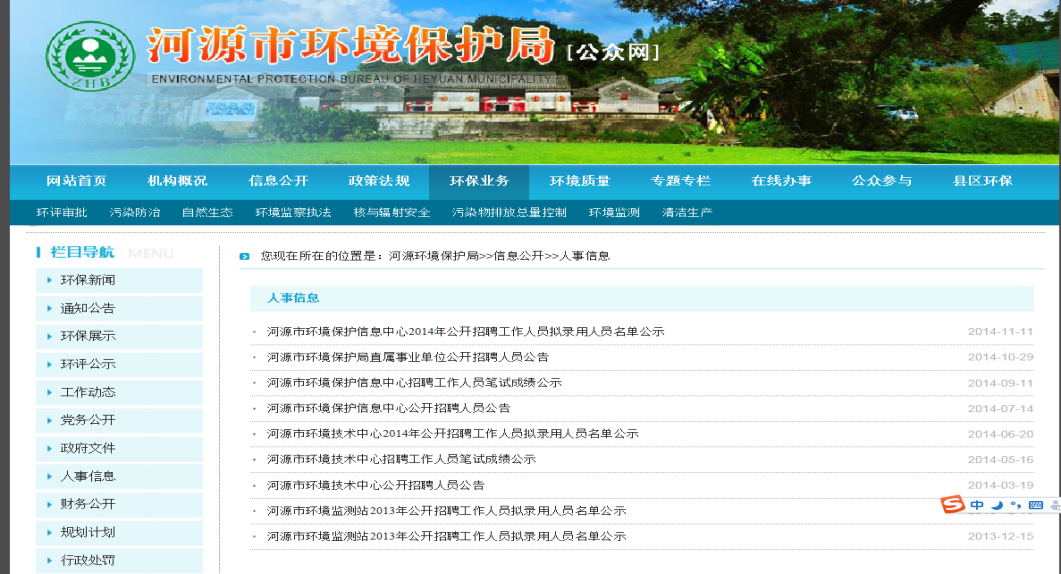 河源市环境保护局 [公众网]
ENVIRONMENTAL PROTECTION BUREAU OF HEYUAN MUNICIPALITY
ZHB
网站首页 机构概况 信息公开 政策法规 环保业务 环境质量 专题专栏 在线办事 公众参与 县区环保
环评审批 污染防治 自然生态 环境监察执法 核与辐射安全 污染物排放总量控制 环境监测 清洁生产
栏目导航 MENU
环保新闻
通知公告
环保展示
环评公示
工作动态
党务公开
政府文件
人事信息
财务公开
规划计划
行政处罚
您现在所在的位置是：河源环境保护局>>信息公开>>人事信息
人事信息
河源市环境保护信息中心2014年公开招聘工作人员拟录用人员名单公示 2014-11-11
河源市环境保护局直属事业单位公开招聘人员公告 2014-10-29
河源市环境保护信息中心招聘工作人员笔试成绩公示 2014-09-11
河源市环境保护信息中心公开招聘人员公告 2014-07-14
河源市环境技术中心2014年公开招聘工作人员拟录用人员名单公示 2014-06-20
河源市环境技术中心招聘工作人员笔试成绩公示 2014-05-16
河源市环境技术中心公开招聘人员公告 2014-03-19
河源市环境监测站2013年公开招聘工作人员拟录用人员名单公示
河源市环境监测站2013年公开招聘工作人员拟录用人员名单公示 2013-12-15
中